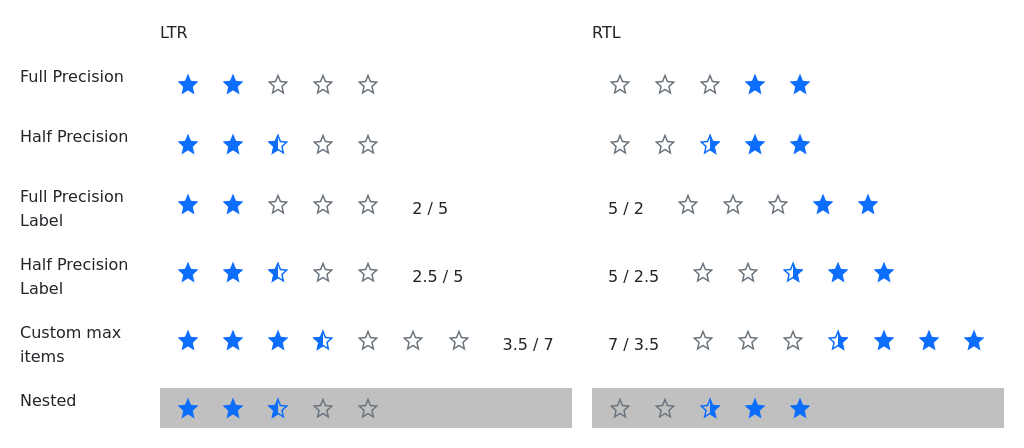 LTR
RTL
Full Precision
Half Precision
Full Precision
Label
2 / 5
5 / 2
Half Precision
Label
2.5 / 5
5 / 2.5
Custom max
items
3.5 / 7
7 / 3.5
Nested